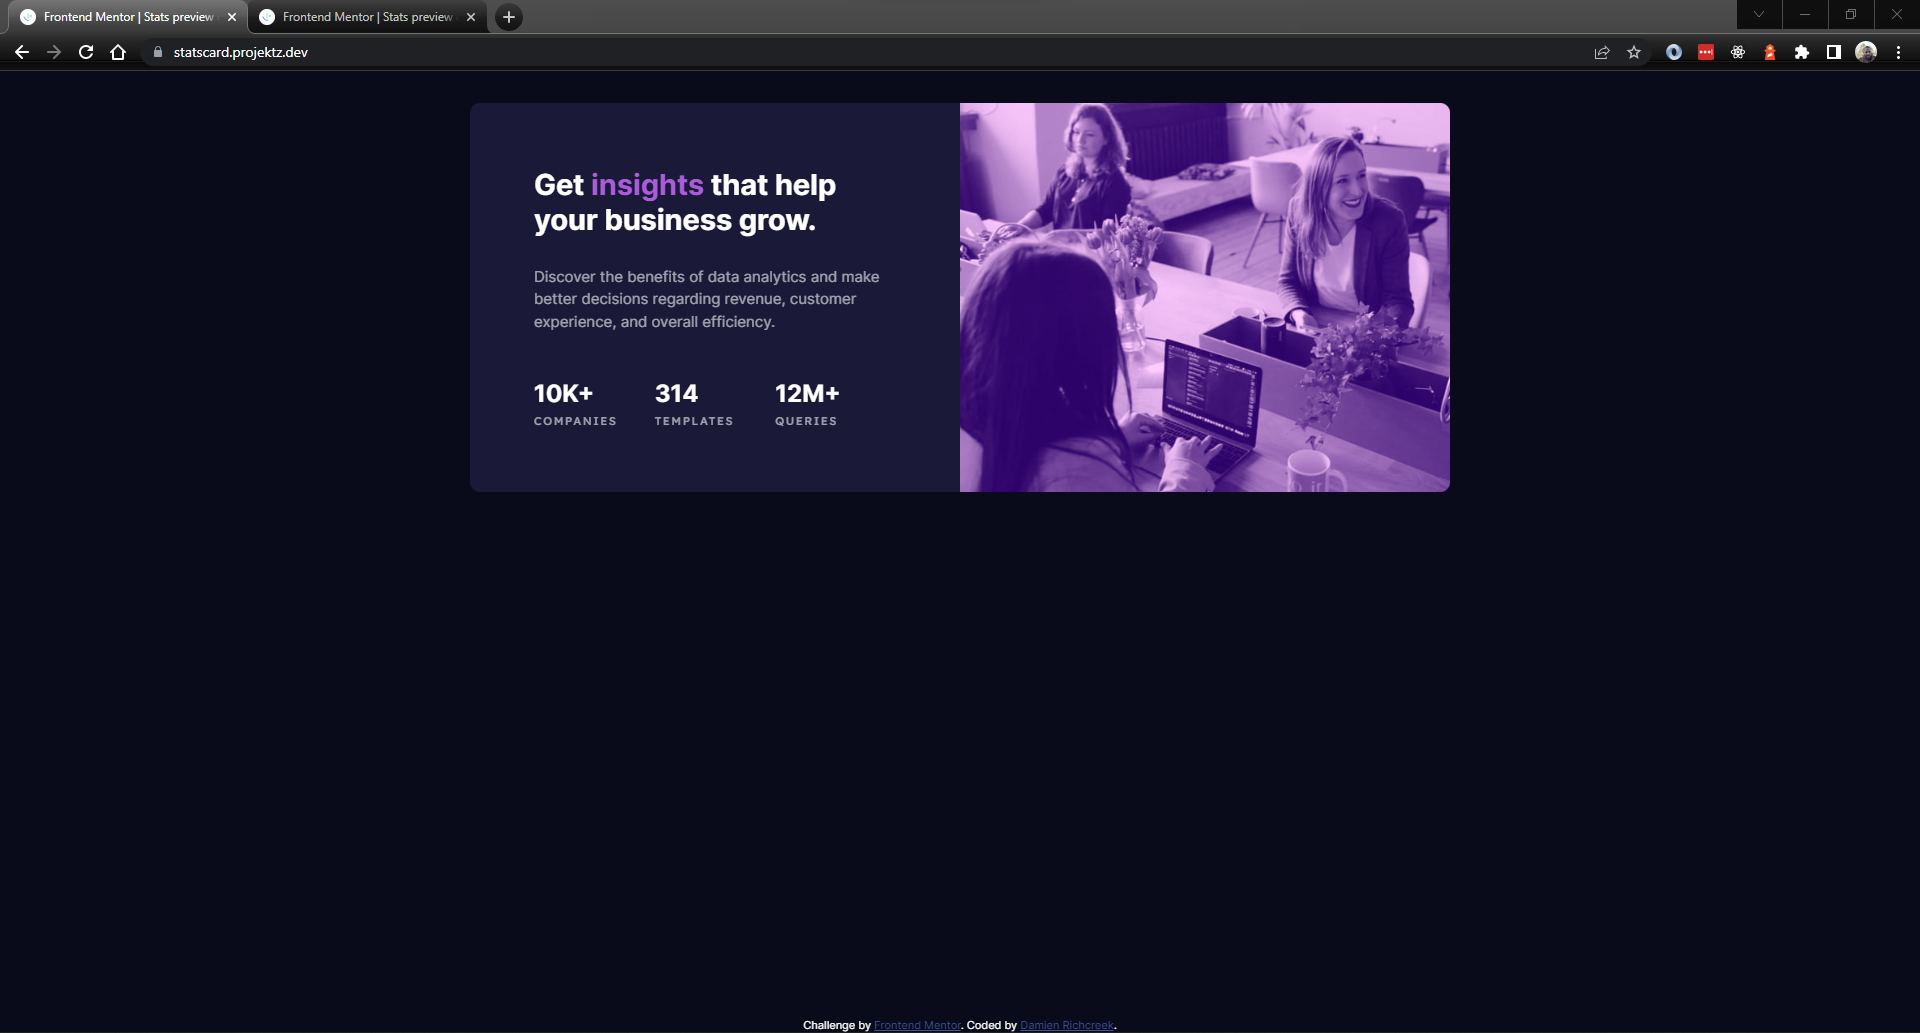 Frontend Mentor | Stats preview
Frontend Mentor | Stats preview
statscard.projektz.dev
Get insights that help
your business grow.
Discover the benefits of data analytics and make
better decisions regarding revenue, customer
experience, and overall efficiency.
10K+ 314 12M+
COMPANIES TEMPLATES QUERIES
Challenge by Frontend Mentor. Coded by Damien Richcreek.